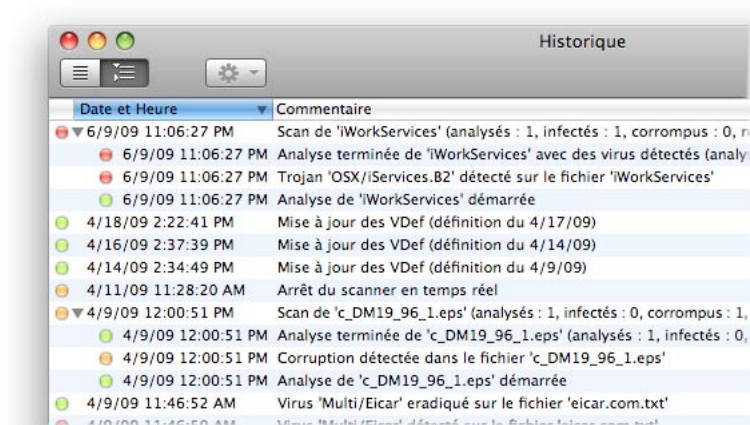 Historique
Date et Heure Commentaire
6/9/09 11:06:27 PM Scan de 'iWorkServices' (analysés : 1, infectés : 1, corrompus : 0,
6/9/09 11:06:27 PM Analyse terminée de 'iWorkServices' avec des virus détectés (analy
6/9/09 11:06:27 PM Trojan 'OSX/iServices.B2' détecté sur le fichier 'iWorkServices'
6/9/09 11:06:27 PM Analyse de 'iWorkServices' démarrée
4/18/09 2:22:41 PM Mise à jour des VDef (définition du 4/17/09)
4/16/09 2:37:39 PM Mise à jour des VDef (définition du 4/14/09)
4/14/09 2:34:49 PM Mise à jour des VDef (définition du 4/9/09)
4/11/09 11:28:20 AM Arrêt du scanner en temps réel
4/9/09 12:00:51 PM Scan de 'c_DM19_96_1.eps' (analysés : 1, infectés : 0, corrompus : 1,
4/9/09 12:00:51 PM Analyse terminée de 'c_DM19_96_1.eps' (analysés : 1, infectés : 0,
4/9/09 12:00:51 PM Corruption détectée dans le fichier 'c_DM19_96_1.eps'
4/9/09 12:00:51 PM Analyse de 'c_DM19_96_1.eps' démarrée
4/9/09 11:46:52 AM Virus 'Multi/Eicar' eradiqué sur le fichier 'eicar.com.txt'